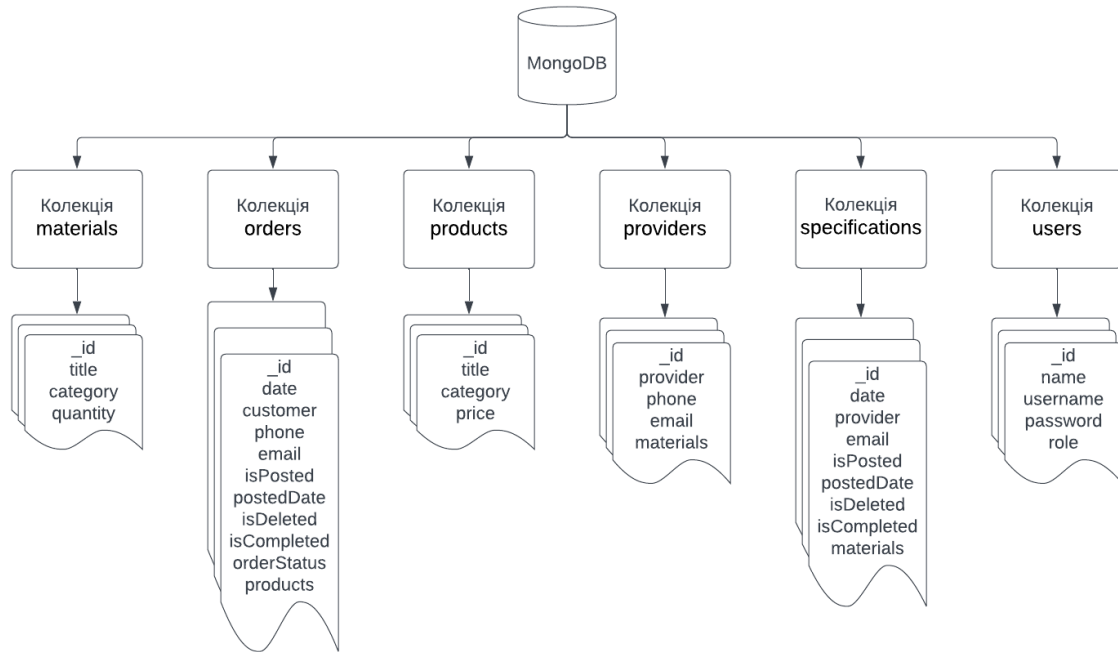 MongoDB
Колекція
materials
Колекція
orders
Колекція
products
Колекція
providers
Колекція
specifications
Колекція
users
_id
title
category
quantity
_id
date
customer
phone
email
isPosted
postedDate
isDeleted
isCompleted
orderStatus
products
_id
title
category
price
_id
provider
phone
email
materials
_id
date
provider
email
isPosted
postedDate
isDeleted
isCompleted
materials
_id
name
username
password
role